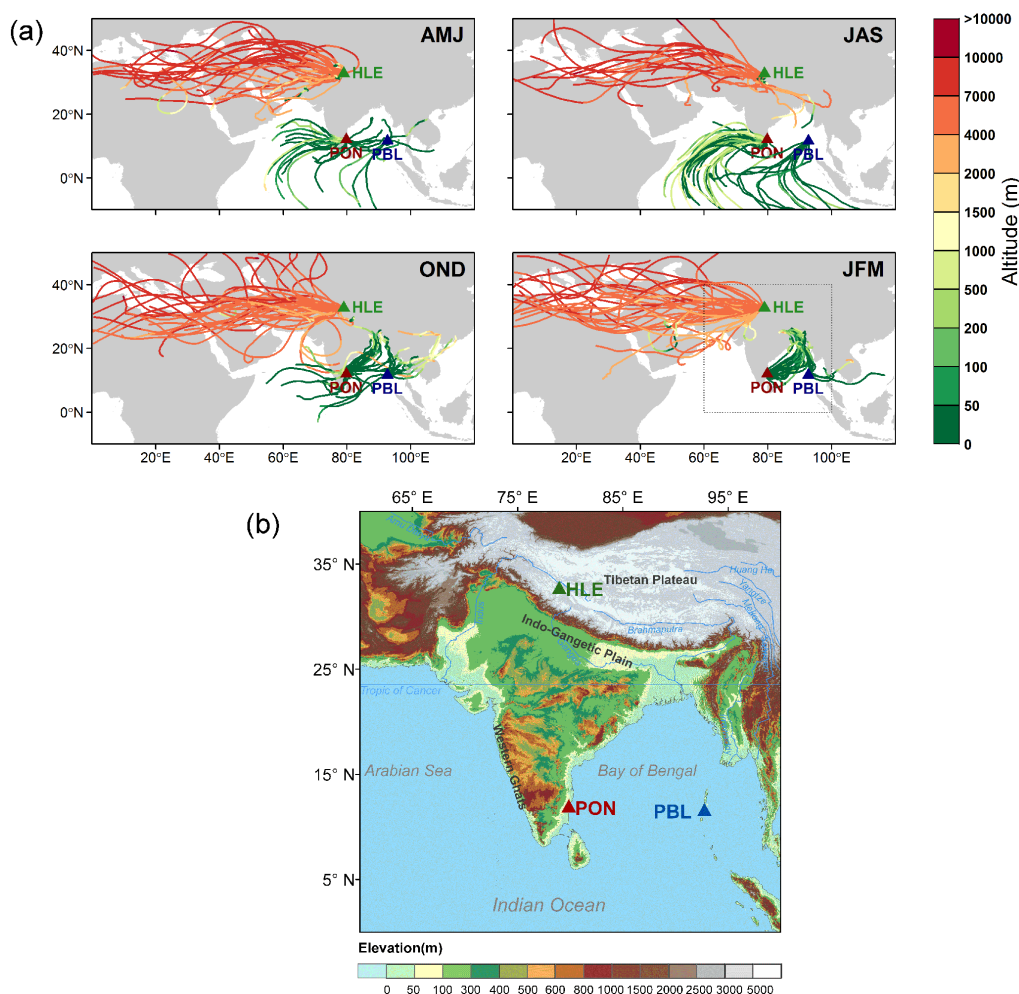 (a)
AMJ
JAS
40°N
20°N
0°N
HLE
PON
PBL
HLE
PON
PBL
OND
JFM
40°N
20°N
0°N
HLE
PON
PBL
HLE
PON
PBL
20°E 40°E 60°E 80°E 100°E
20°E 40°E 60°E 80°E 100°E
>10000
10000
7000
4000
2000
1500
1000
500
200
100
50
0
Altitude (m)
(b)
65° E 75° E 85° E 95° E
35° N
25° N
15° N
5° N
HLE
Tibetan Plateau
Huang He
Yangtze
Indus
Brahmaputra
Indo-Gangetic Plain
Tropic of Cancer
Western Ghats
Arabian Sea
Bay of Bengal
PON
PBL
Indian Ocean
Elevation(m)
0 50 100 300 400 500 600 800 1000 1500 2000 2500 3000 5000